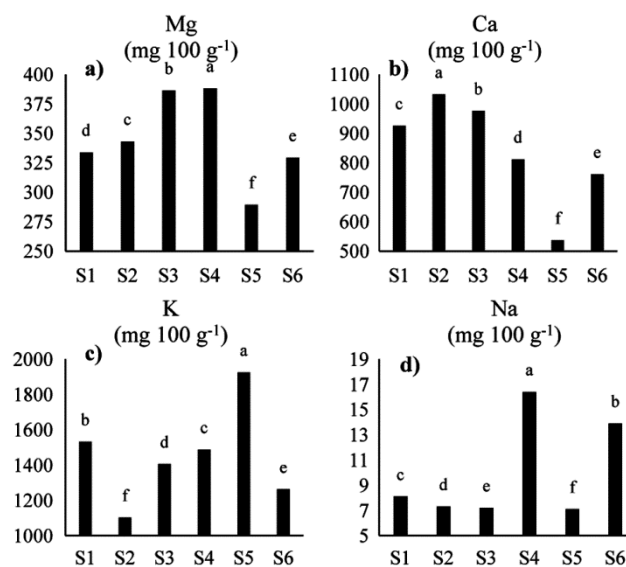 Mg
(mg 100 g⁻¹)
a)
400
375
350
325
300
275
250
d
c
b
a
f
e
S1 S2 S3 S4 S5 S6
Ca
(mg 100 g⁻¹)
b)
1100
1000
900
800
700
600
500
c
a
b
d
f
e
S1 S2 S3 S4 S5 S6
K
(mg 100 g⁻¹)
c)
2000
1800
1600
1400
1200
1000
b
f
d
c
a
e
S1 S2 S3 S4 S5 S6
Na
(mg 100 g⁻¹)
d)
19
17
15
13
11
9
7
5
c
d
e
a
f
b
S1 S2 S3 S4 S5 S6